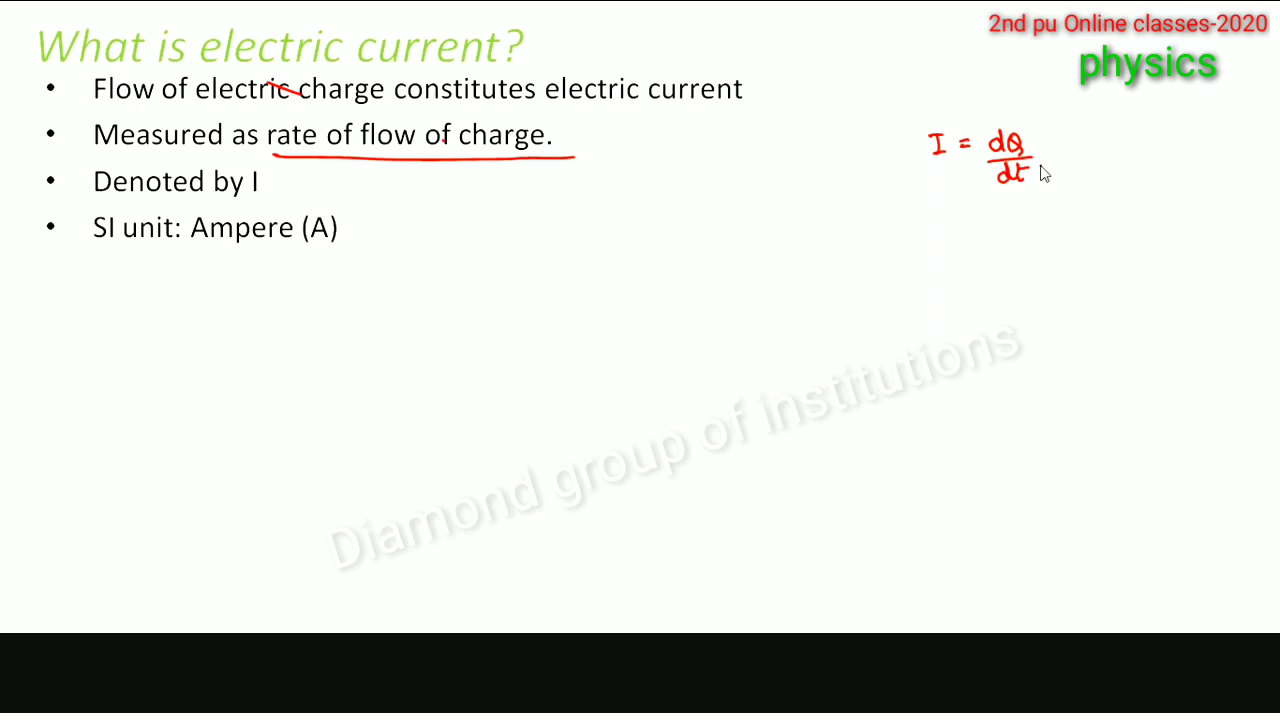 What is electric current?
2nd pu Online classes-2020
physics
• Flow of electric charge constitutes electric current
• Measured as rate of flow of charge.
I = dQ/dt
• Denoted by I
• SI unit: Ampere (A)
Diamond group of institutions